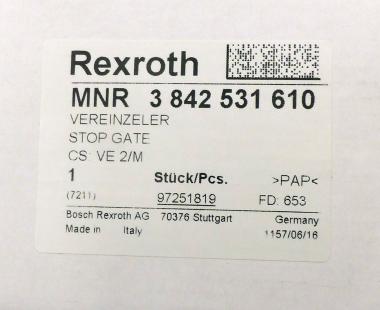 Rexroth
MNR 3 842 531 610
VEREINZELER
STOP GATE
CS: VE 2/M
1 Stück/Pcs. >PAP<
(7211) 97251819 FD: 653
Bosch Rexroth AG 70376 Stuttgart Germany
Made in Italy 1157/06/16